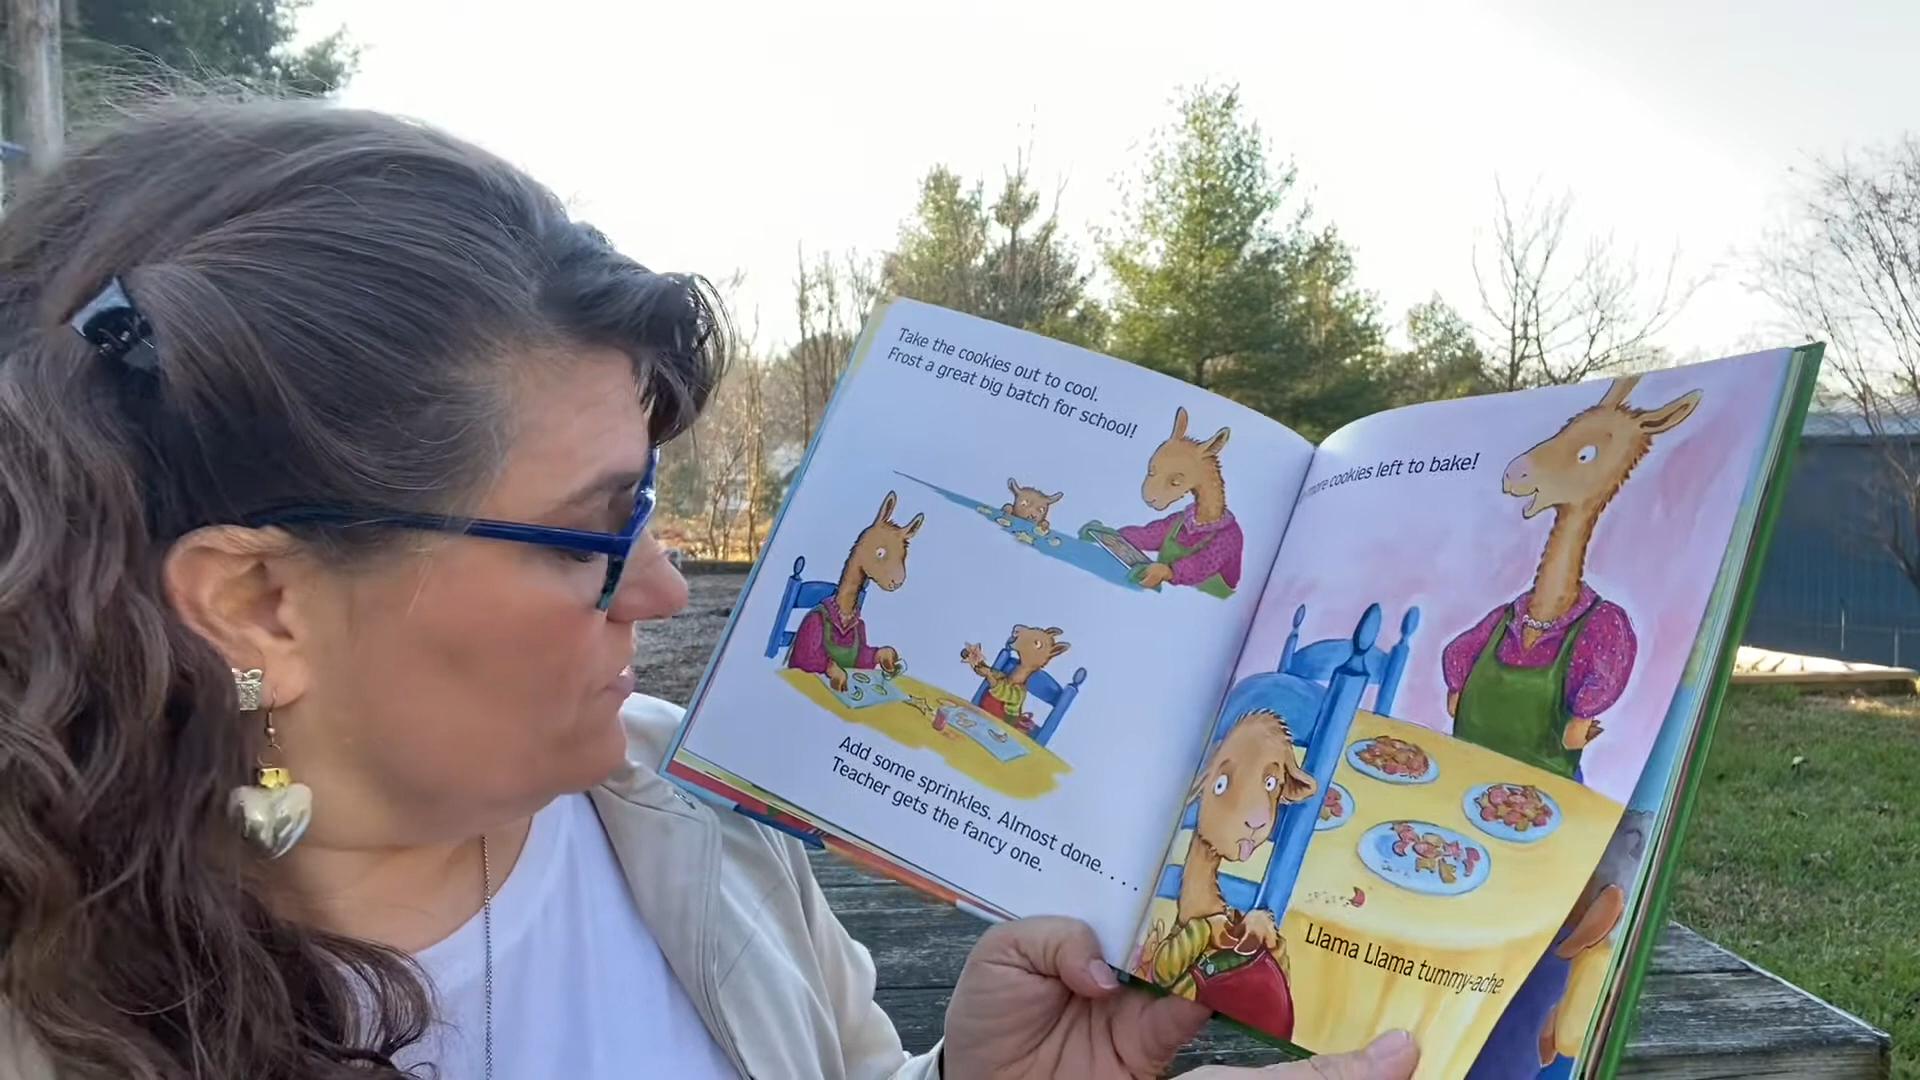 Take the cookies out to cool.
Frost a great big batch for school!
Add some sprinkles. Almost done. . . .
Teacher gets the fancy one.
more cookies left to bake!
Llama Llama tummy-ache.